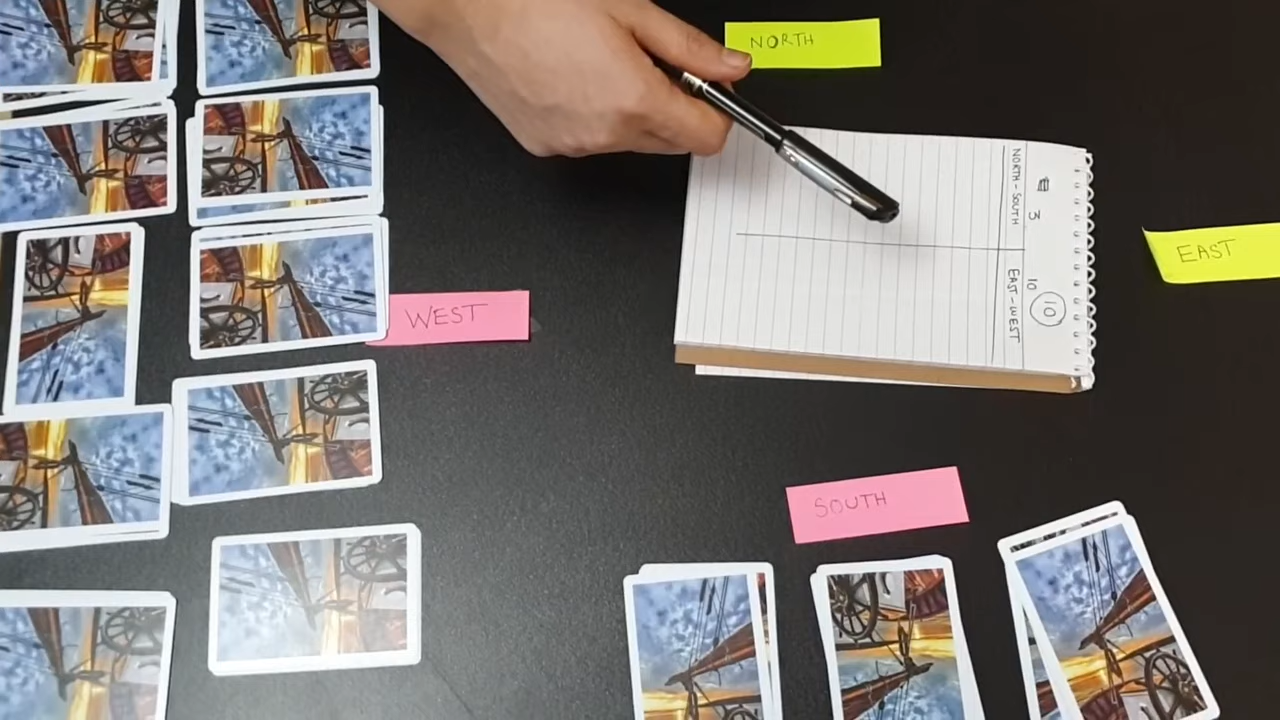 NORTH
EAST
WEST
SOUTH
NORTH - SOUTH
3
EAST - WEST
10
10